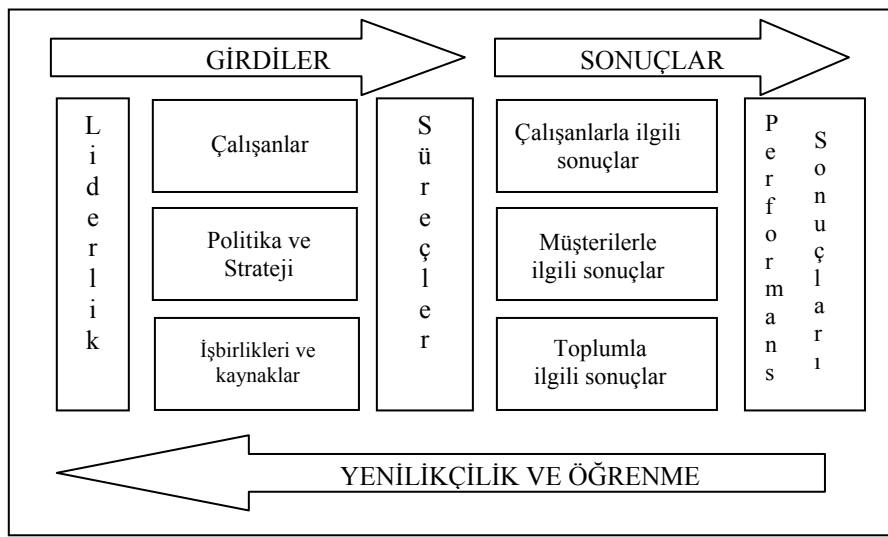 GİRDİLER
SONUÇLAR
Liderlik
Çalışanlar
Politika ve
Strateji
İşbirlikleri ve
kaynaklar
Süreçler
Çalışanlarla ilgili
sonuçlar
Müşterilerle
ilgili sonuçlar
Toplumla
ilgili sonuçlar
Performans
Sonuçları
YENİLİKÇİLİK VE ÖĞRENME